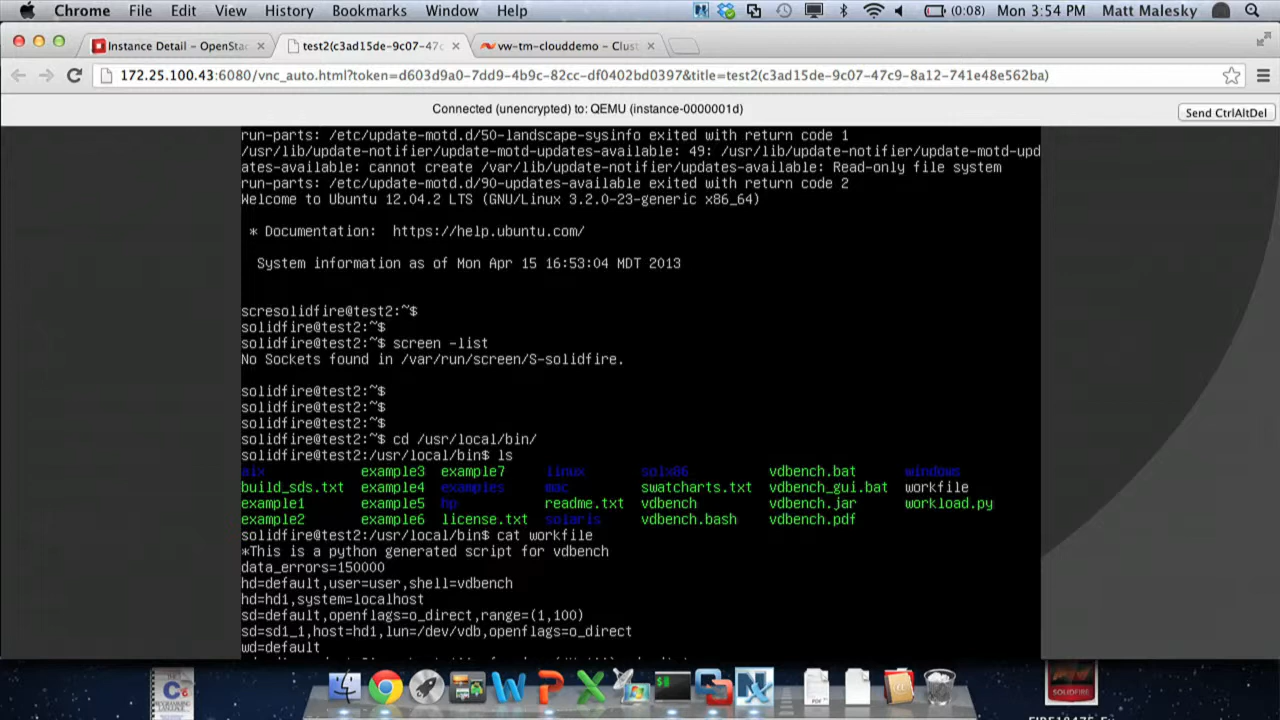 Chrome File Edit View History Bookmarks Window Help (0:08) Mon 3:54 PM Matt Malesky
Instance Detail - OpenStac × test2(c3ad15de-9c07-47c × vw-tm-clouddemo - Clust ×
172.25.100.43:6080/vnc_auto.html?token=d603d9a0-7dd9-4b9c-82cc-df0402bd0397&title=test2(c3ad15de-9c07-47c9-8a12-741e48e562ba)
Connected (unencrypted) to: QEMU (instance-0000001d)
Send CtrlAltDel
run-parts: /etc/update-motd.d/50-landscape-sysinfo exited with return code 1
/usr/lib/update-notifier/update-motd-updates-available: 49: /usr/lib/update-notifier/update-motd-upd
ates-available: cannot create /var/lib/update-notifier/updates-available: Read-only file system
run-parts: /etc/update-motd.d/90-updates-available exited with return code 2
Welcome to Ubuntu 12.04.2 LTS (GNU/Linux 3.2.0-23-generic x86_64)
* Documentation: https://help.ubuntu.com/
System information as of Mon Apr 15 16:53:04 MDT 2013
scresolidfire@test2:~$
solidfire@test2:~$
solidfire@test2:~$ screen -list
No Sockets found in /var/run/screen/S-solidfire.
solidfire@test2:~$
solidfire@test2:~$
solidfire@test2:~$
solidfire@test2:~$ cd /usr/local/bin/
solidfire@test2:/usr/local/bin$ ls
aix example3 example7 linux solx86 vdbench.bat windows
build_sds.txt example4 examples mac swatcharts.txt vdbench_gui.bat workfile
example1 example5 hp readme.txt vdbench vdbench.jar workload.py
example2 example6 license.txt solaris vdbench.bash vdbench.pdf
solidfire@test2:/usr/local/bin$ cat workfile
*This is a python generated script for vdbench
data_errors=150000
hd=default,user=user,shell=vdbench
hd=hd1,system=localhost
sd=default,openflags=o_direct,range=(1,100)
sd=sd1_1,host=hd1,lun=/dev/vdb,openflags=o_direct
wd=default
SOLIDFIRE